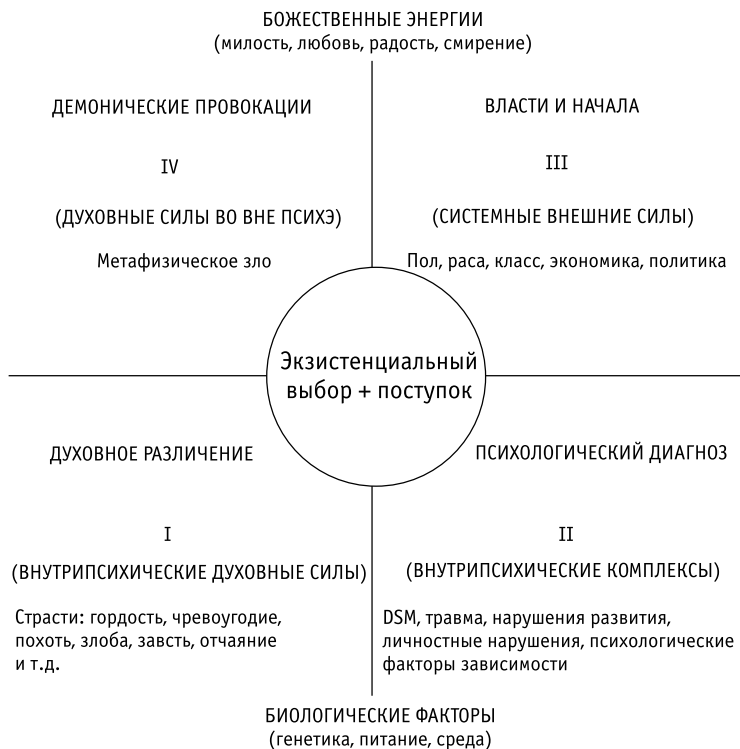 БОЖЕСТВЕННЫЕ ЭНЕРГИИ
(милость, любовь, радость, смирение)
ДЕМОНИЧЕСКИЕ ПРОВОКАЦИИ
IV
(ДУХОВНЫЕ СИЛЫ ВО ВНЕ ПСИХЭ)
Метафизическое зло
ВЛАСТИ И НАЧАЛА
III
(СИСТЕМНЫЕ ВНЕШНИЕ СИЛЫ)
Пол, раса, класс, экономика, политика
Экзистенциальный
выбор + поступок
ДУХОВНОЕ РАЗЛИЧЕНИЕ
I
(ВНУТРИПСИХИЧЕСКИЕ ДУХОВНЫЕ СИЛЫ)
Страсти: гордость, чревоугодие,
похоть, злоба, завсть, отчаяние
и т.д.
ПСИХОЛОГИЧЕСКИЙ ДИАГНОЗ
II
(ВНУТРИПСИХИЧЕСКИЕ КОМПЛЕКСЫ)
DSM, травма, нарушения развития,
личностные нарушения, психологические
факторы зависимости
БИОЛОГИЧЕСКИЕ ФАКТОРЫ
(генетика, питание, среда)